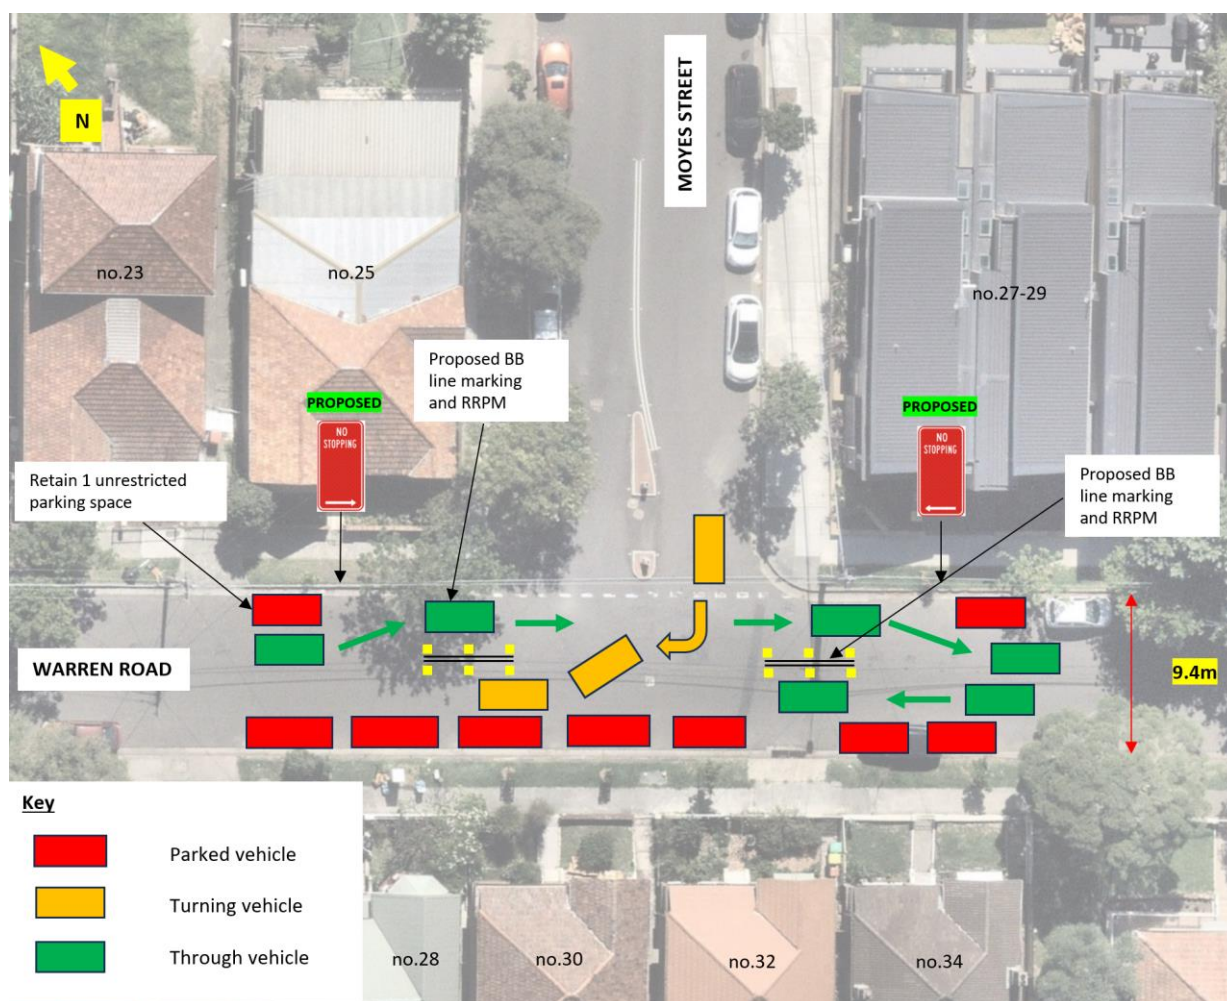 N
MOYES STREET
no.23
no.25
no.27-29
Proposed BB
line marking
and RRPM
PROPOSED
NO
STOPPING
PROPOSED
NO
STOPPING
Retain 1 unrestricted
parking space
Proposed BB
line marking
and RRPM
WARREN ROAD
9.4m
Key
Parked vehicle
Turning vehicle
Through vehicle
no.28
no.30
no.32
no.34